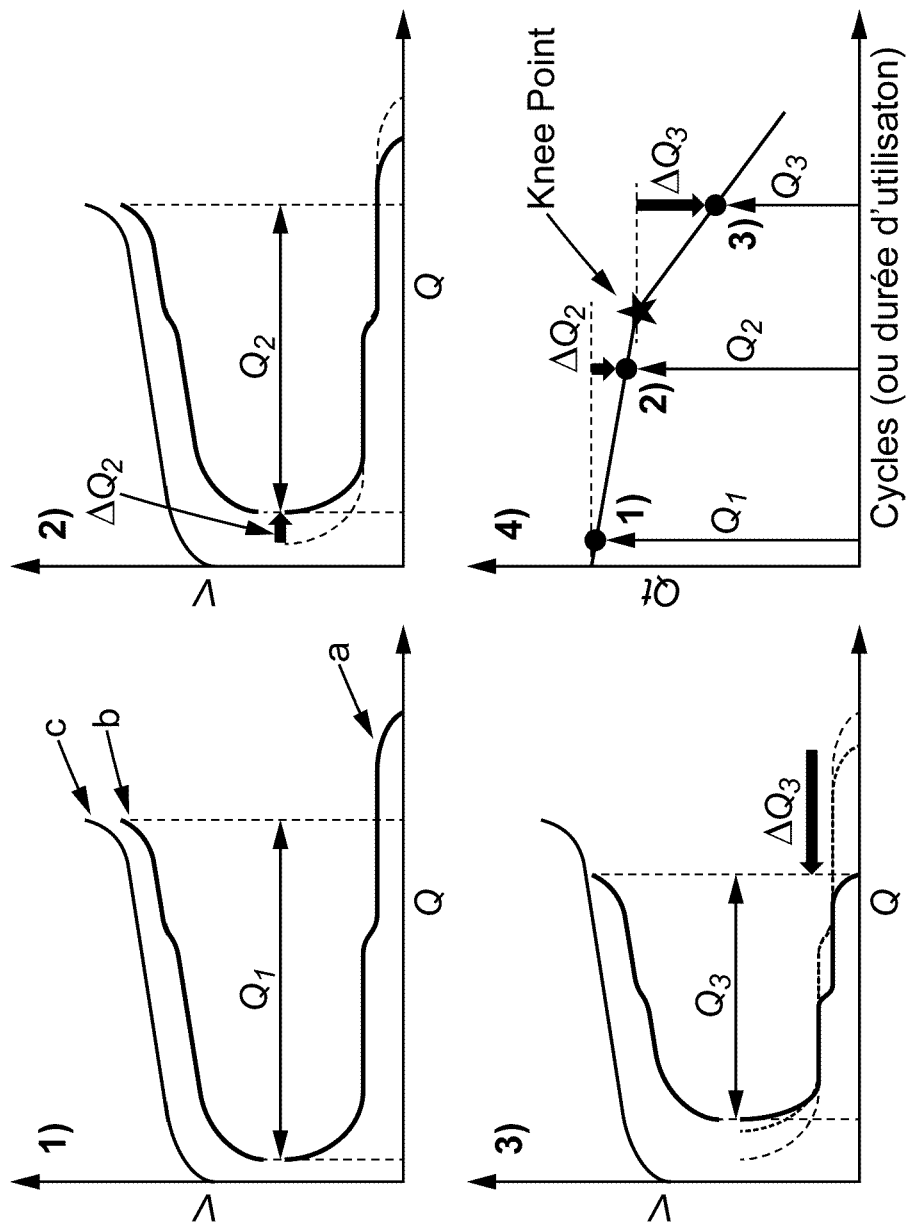 1)
c
b
V
Q1
a
Q
2)
ΔQ2
V
Q2
Q
3)
V
Q3
ΔQ3
Q
4)
Knee Point
ΔQ2
ΔQ3
1)
2)
3)
Qt
Q1
Q2
Q3
Cycles (ou durée d'utilisaton)